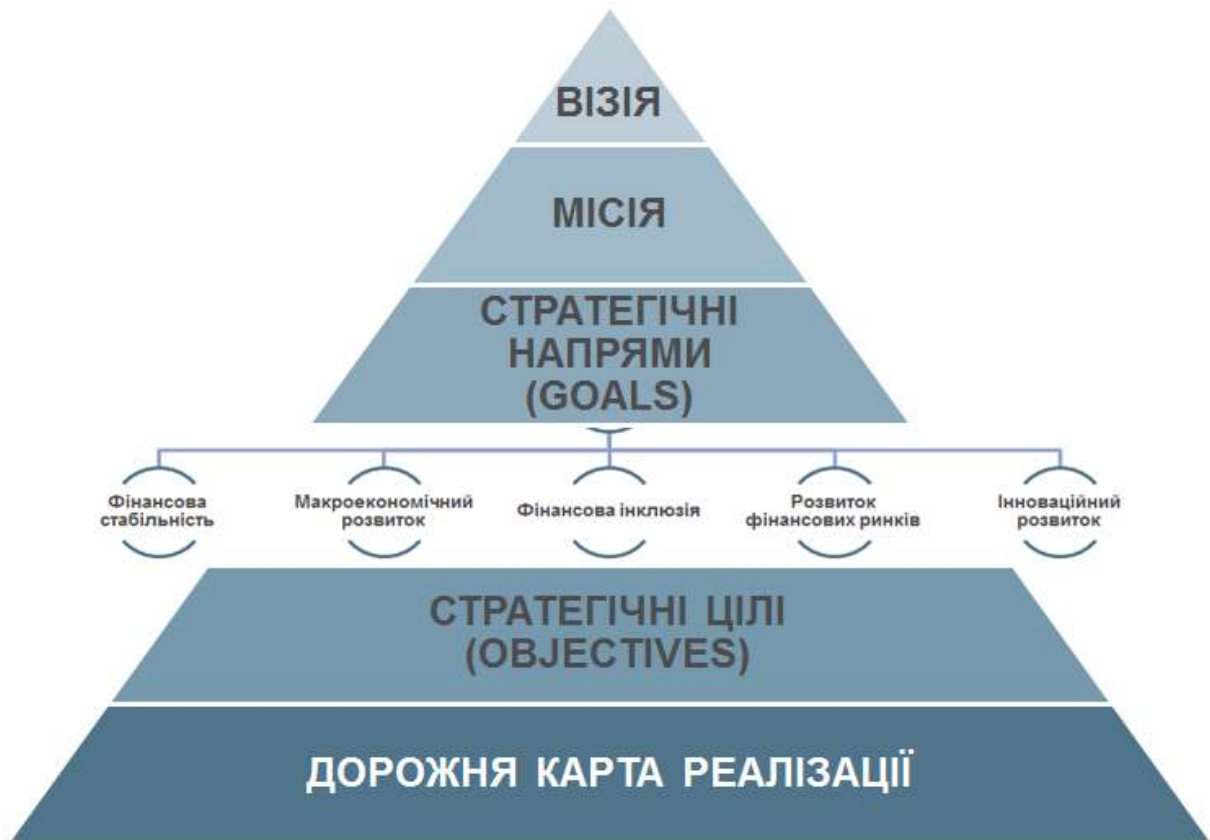 ВІЗІЯ
МІСІЯ
СТРАТЕГІЧНІ
НАПРЯМИ
(GOALS)
Фінансова
стабільність
Макроекономічний
розвиток
Фінансова інклюзія
Розвиток
фінансових ринків
Інноваційний
розвиток
СТРАТЕГІЧНІ ЦІЛІ
(OBJECTIVES)
ДОРОЖНЯ КАРТА РЕАЛІЗАЦІЇ